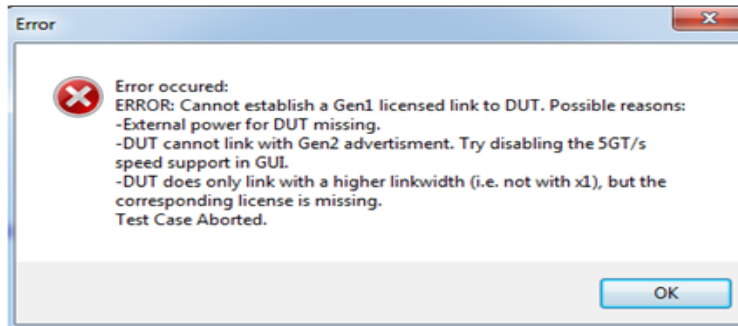 Error
Error occured:
ERROR: Cannot establish a Gen1 licensed link to DUT. Possible reasons:
-External power for DUT missing.
-DUT cannot link with Gen2 advertisment. Try disabling the 5GT/s
speed support in GUI.
-DUT does only link with a higher linkwidth (i.e. not with x1), but the
corresponding license is missing.
Test Case Aborted.
OK